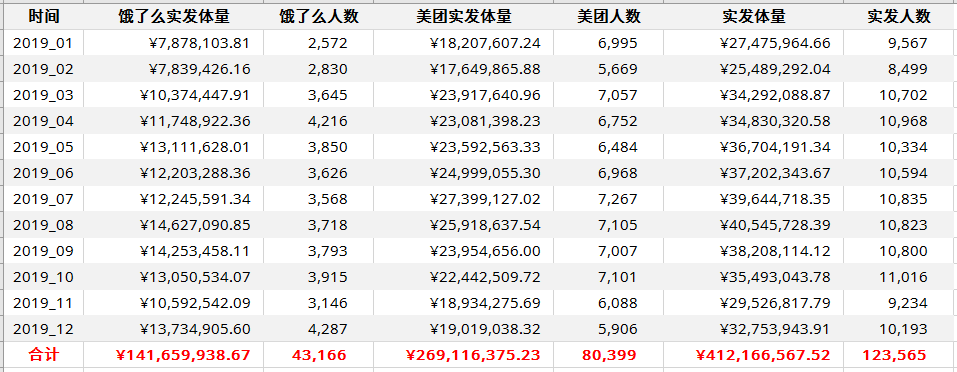 时间 饿了么实发体量 饿了么人数 美团实发体量 美团人数 实发体量 实发人数
2019_01 ¥7,878,103.81 2,572 ¥18,207,607.24 6,995 ¥27,475,964.66 9,567
2019_02 ¥7,839,426.16 2,830 ¥17,649,865.88 5,669 ¥25,489,292.04 8,499
2019_03 ¥10,374,447.91 3,645 ¥23,917,640.96 7,057 ¥34,292,088.87 10,702
2019_04 ¥11,748,922.36 4,216 ¥23,081,398.23 6,752 ¥34,830,320.58 10,968
2019_05 ¥13,111,628.01 3,850 ¥23,592,563.33 6,484 ¥36,704,191.34 10,334
2019_06 ¥12,203,288.36 3,626 ¥24,999,055.30 6,968 ¥37,202,343.67 10,594
2019_07 ¥12,245,591.34 3,568 ¥27,399,127.02 7,267 ¥39,644,718.35 10,835
2019_08 ¥14,627,090.85 3,718 ¥25,918,637.54 7,105 ¥40,545,728.39 10,823
2019_09 ¥14,253,458.11 3,793 ¥23,954,656.00 7,007 ¥38,208,114.12 10,800
2019_10 ¥13,050,534.07 3,915 ¥22,442,509.72 7,101 ¥35,493,043.78 11,016
2019_11 ¥10,592,542.09 3,146 ¥18,934,275.69 6,088 ¥29,526,817.79 9,234
2019_12 ¥13,734,905.60 4,287 ¥19,019,038.32 5,906 ¥32,753,943.91 10,193
合计 ¥141,659,938.67 43,166 ¥269,116,375.23 80,399 ¥412,166,567.52 123,565